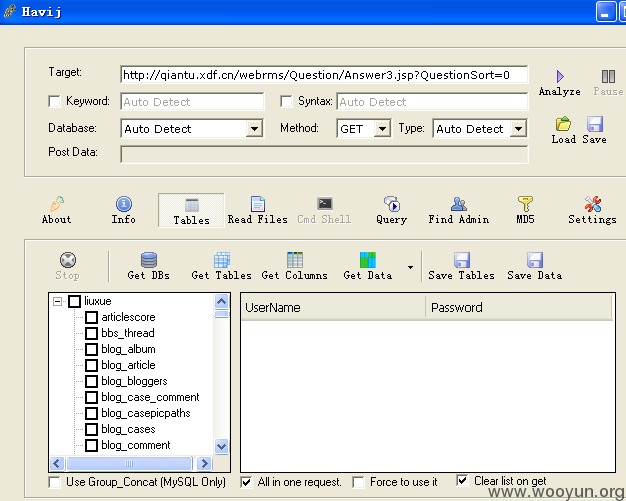 Havij
Target: http://qiantu.xdf.cn/webrms/Question/Answer3.jsp?QuestionSort=0
Analyze Pause
Keyword: Auto Detect Syntax: Auto Detect
Database: Auto Detect Method: GET Type: Auto Detect
Load Save
Post Data:
About Info Tables Read Files Cmd Shell Query Find Admin MD5 Settings
Stop Get DBs Get Tables Get Columns Get Data Save Tables Save Data
liuxue
articlescore
bbs_thread
blog_album
blog_article
blog_bloggers
blog_case_comment
blog_casepicpaths
blog_cases
blog_comment
UserName Password
Use Group_Concat (MySQL Only) All in one request. Force to use it Clear list on get
www.wooyun.org